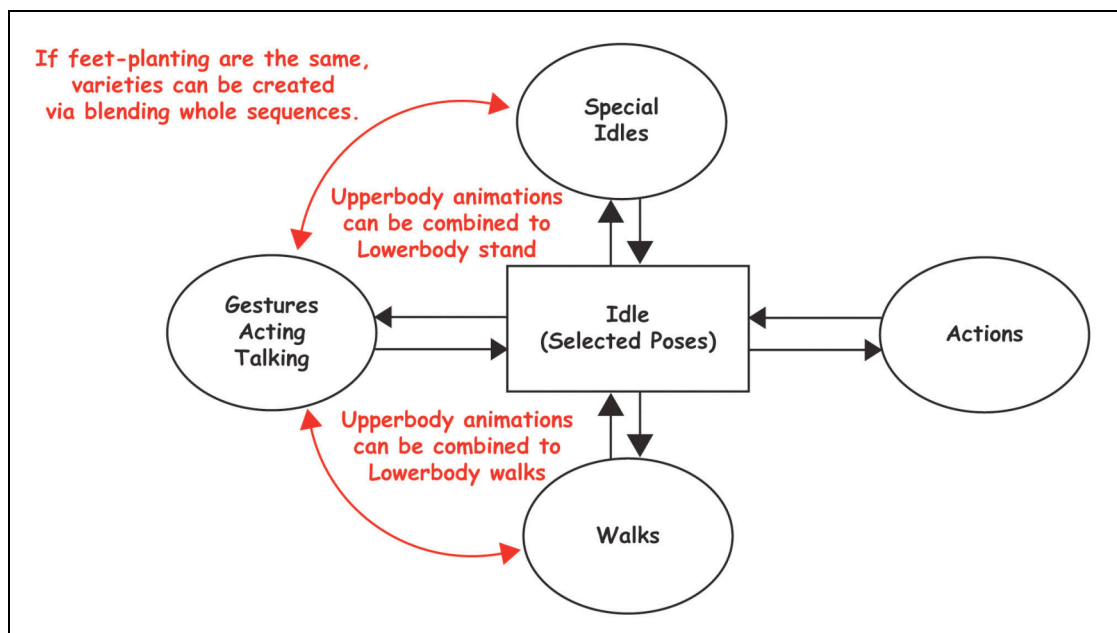 If feet-planting are the same,
varieties can be created
via blending whole sequences.
Special
Idles
Upperbody animations
can be combined to
Lowerbody stand
Gestures
Acting
Talking
Idle
(Selected Poses)
Actions
Upperbody animations
can be combined to
Lowerbody walks
Walks